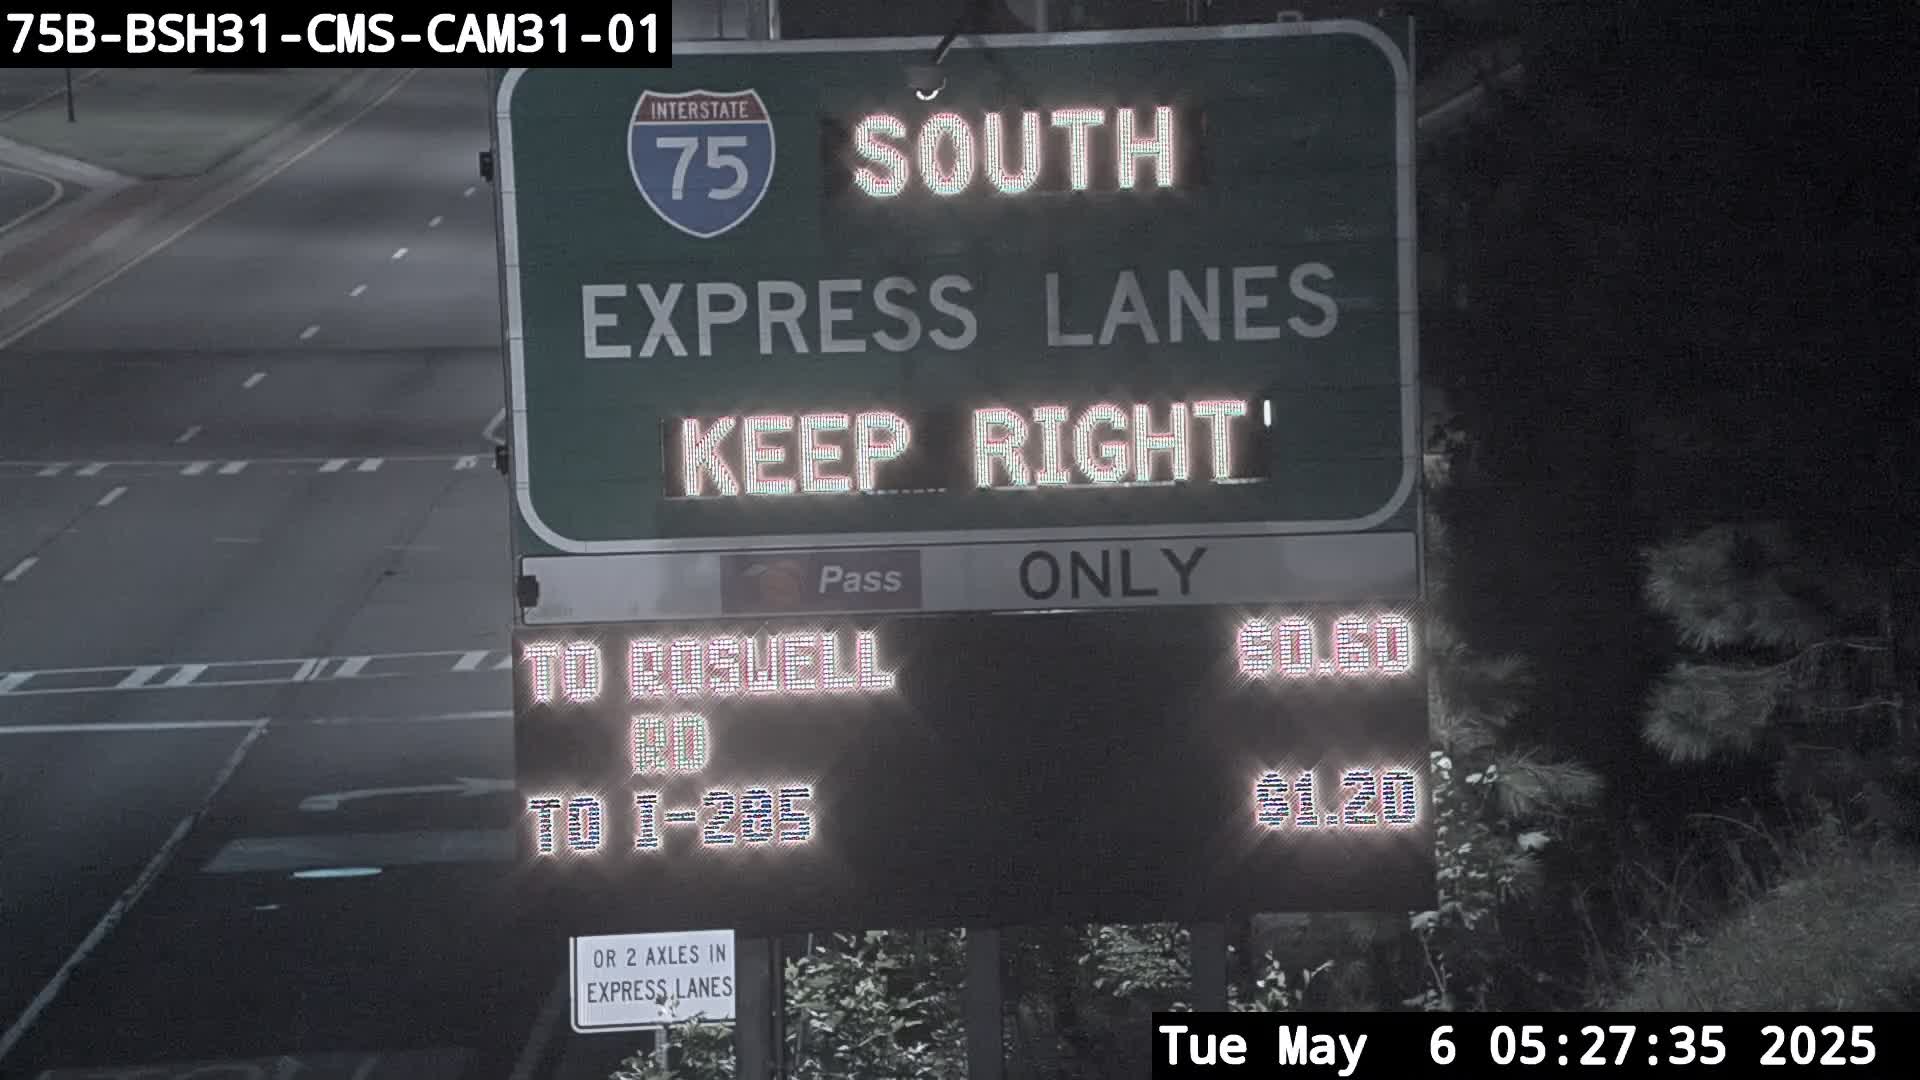 75B-BSH31-CMS-CAM31-01
INTERSTATE
75
SOUTH
EXPRESS LANES
KEEP RIGHT
Pass ONLY
TO ROSWELL $0.60
RD
TO I-285 $1.20
OR 2 AXLES IN
EXPRESS LANES
Tue May 6 05:27:35 2025